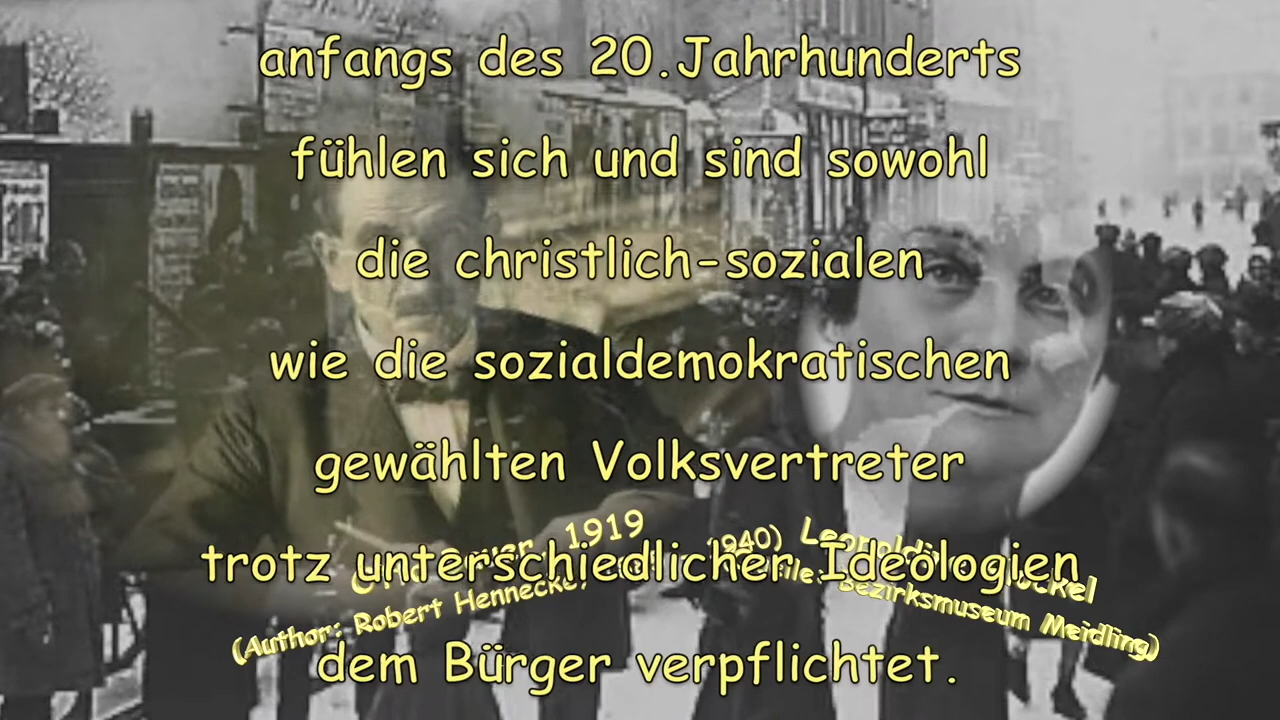 anfangs des 20.Jahrhunderts
fühlen sich und sind sowohl
die christlich-sozialen
wie die sozialdemokratischen
gewählten Volksvertreter
trotz unterschiedlicher Ideologien
dem Bürger verpflichtet.
1919
(Author: Robert Hennecke,
1940)
Bezirksmuseum Meidling)